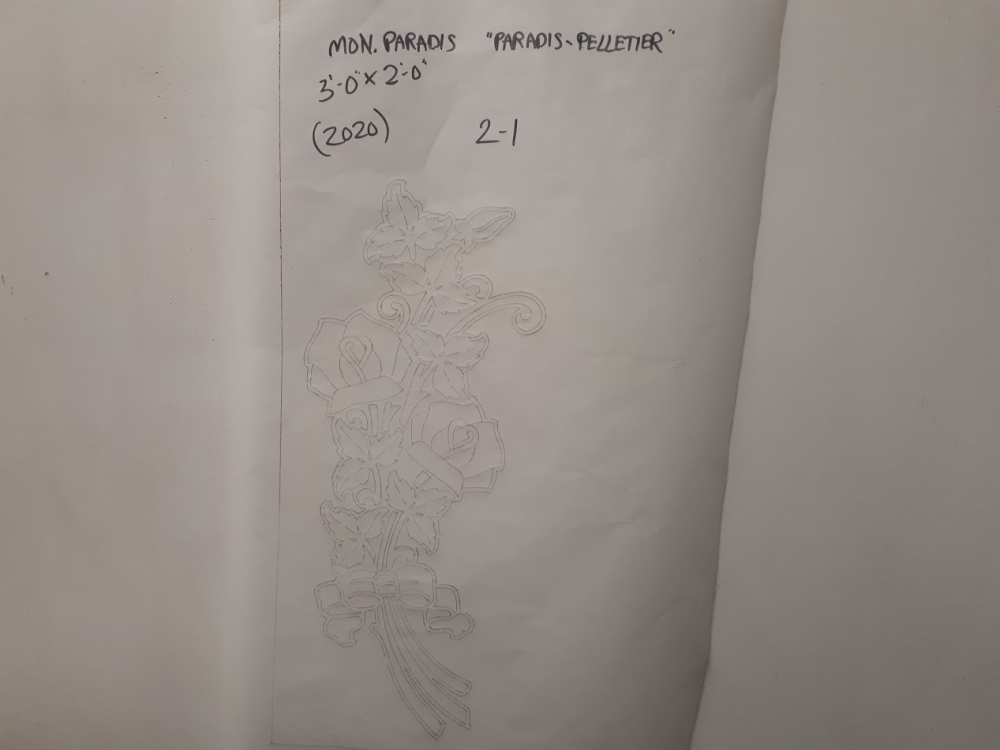 MON. PARADIS "PARADIS-PELLETIER"
3'-0" x 2'-0"
(2020) 2-1